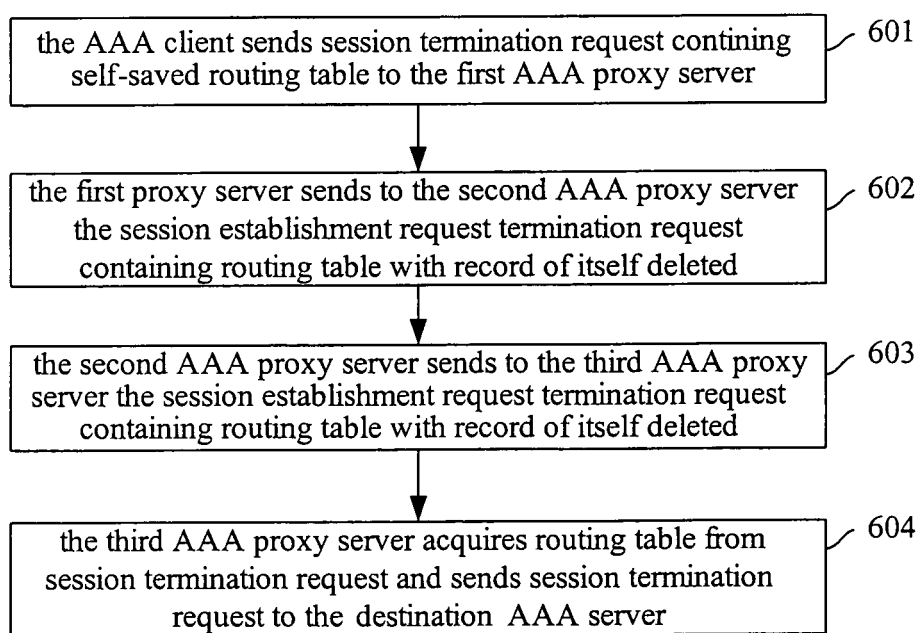 the AAA client sends session termination request contining
self-saved routing table to the first AAA proxy server
601
the first proxy server sends to the second AAA proxy server
the session establishment request termination request
containing routing table with record of itself deleted
602
the second AAA proxy server sends to the third AAA proxy
server the session establishment request termination request
containing routing table with record of itself deleted
603
the third AAA proxy server acquires routing table from
session termination request and sends session termination
request to the destination AAA server
604